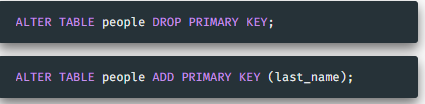 ALTER TABLE people DROP PRIMARY KEY;
ALTER TABLE people ADD PRIMARY KEY (last_name);